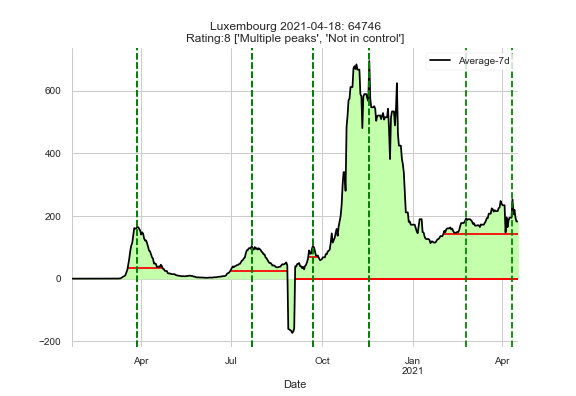 Luxembourg 2021-04-18: 64746
Rating:8 ['Multiple peaks', 'Not in control']
Average-7d
600
400
200
0
−200
Apr
Jul
Oct
Jan
2021
Apr
Date